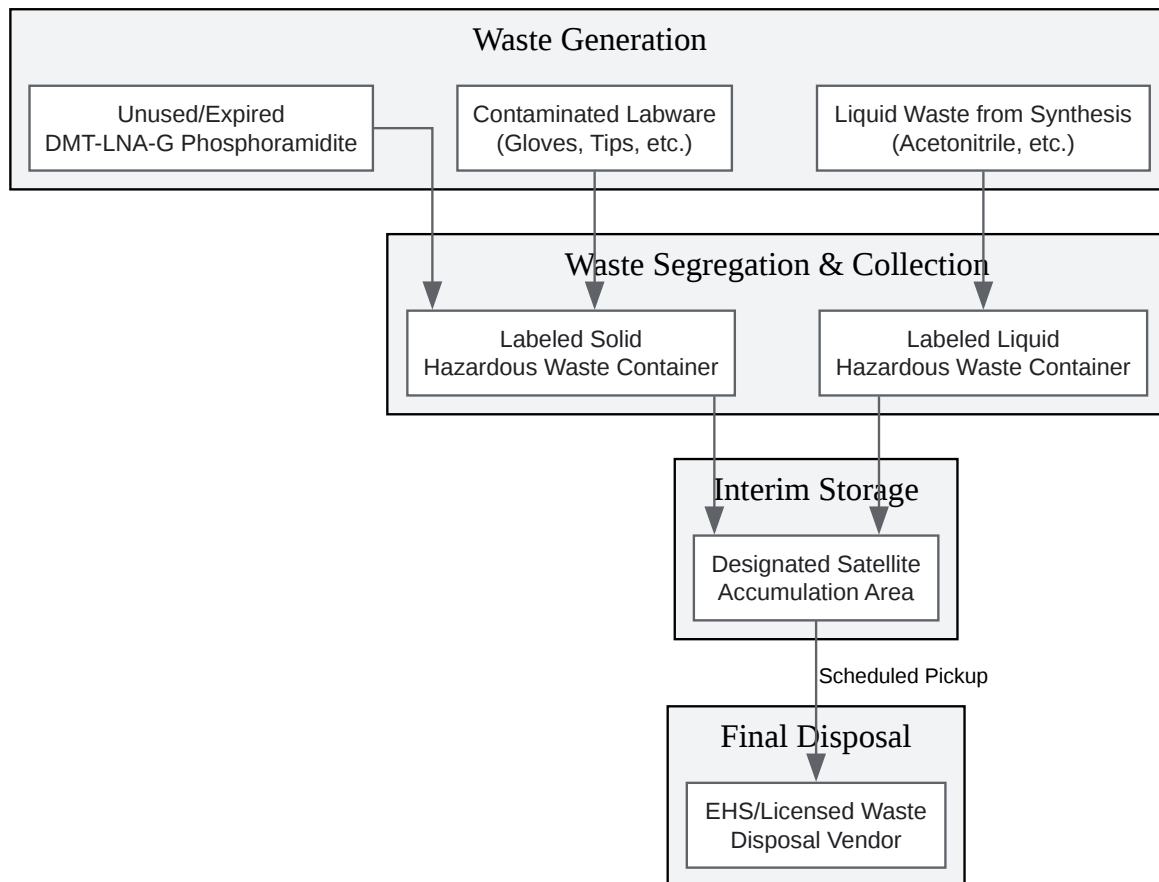 Waste Generation
Unused/Expired
DMT-LNA-G Phosphoramidite
Contaminated Labware
(Gloves, Tips, etc.)
Liquid Waste from Synthesis
(Acetonitrile, etc.)
Waste Segregation & Collection
Labeled Solid
Hazardous Waste Container
Labeled Liquid
Hazardous Waste Container
Interim Storage
Designated Satellite
Accumulation Area
Scheduled Pickup
Final Disposal
EHS/Licensed Waste
Disposal Vendor